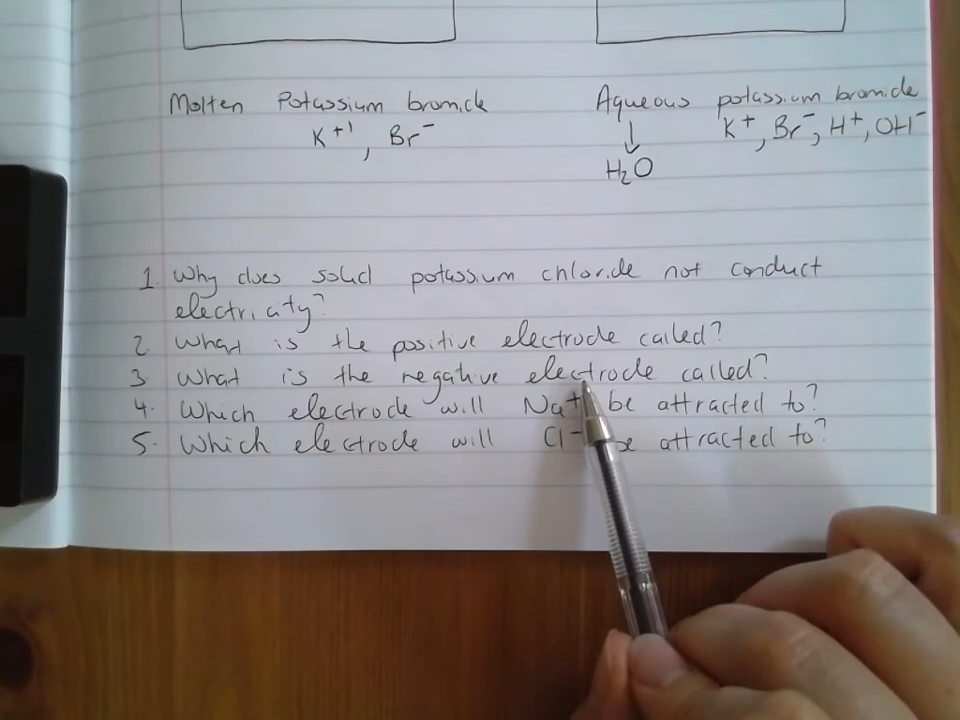 Molten Potassium bromide
K+1, Br-
Aqueous potassium bromide
K+, Br-, H+, OH-
↓
H2O
1. Why does solid potassium chloride not conduct
electricity?
2. What is the positive electrode called?
3. What is the negative electrode called?
4. Which electrode will Na+ be attracted to?
5. Which electrode will Cl- be attracted to?